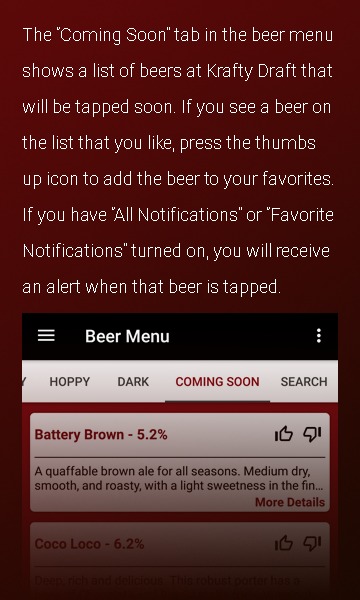 The "Coming Soon" tab in the beer menu
shows a list of beers at Krafty Draft that
will be tapped soon. If you see a beer on
the list that you like, press the thumbs
up icon to add the beer to your favorites.
If you have "All Notifications" or "Favorite
Notifications" turned on, you will receive
an alert when that beer is tapped.
Beer Menu
Y HOPPY DARK COMING SOON SEARCH
Battery Brown - 5.2%
A quaffable brown ale for all seasons. Medium dry,
smooth, and roasty, with a light sweetness in the fin...
More Details
Coco Loco - 6.2%
Deep, rich and delicious. This robust porter has a